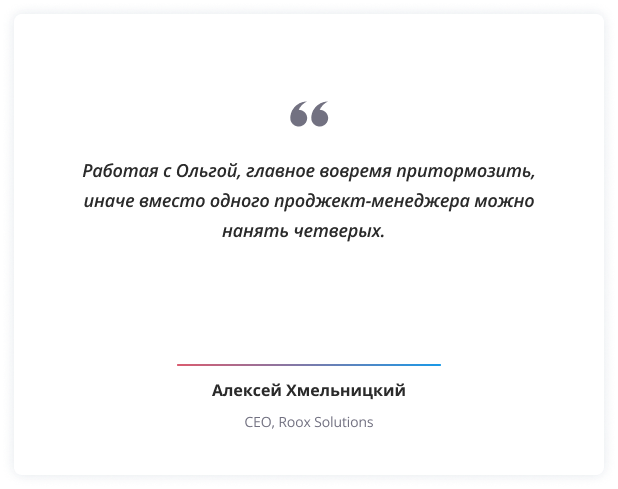 “
Работая с Ольгой, главное вовремя притормозить,
иначе вместо одного проджект-менеджера можно
нанять четверых.
Алексей Хмельницкий
CEO, Roox Solutions